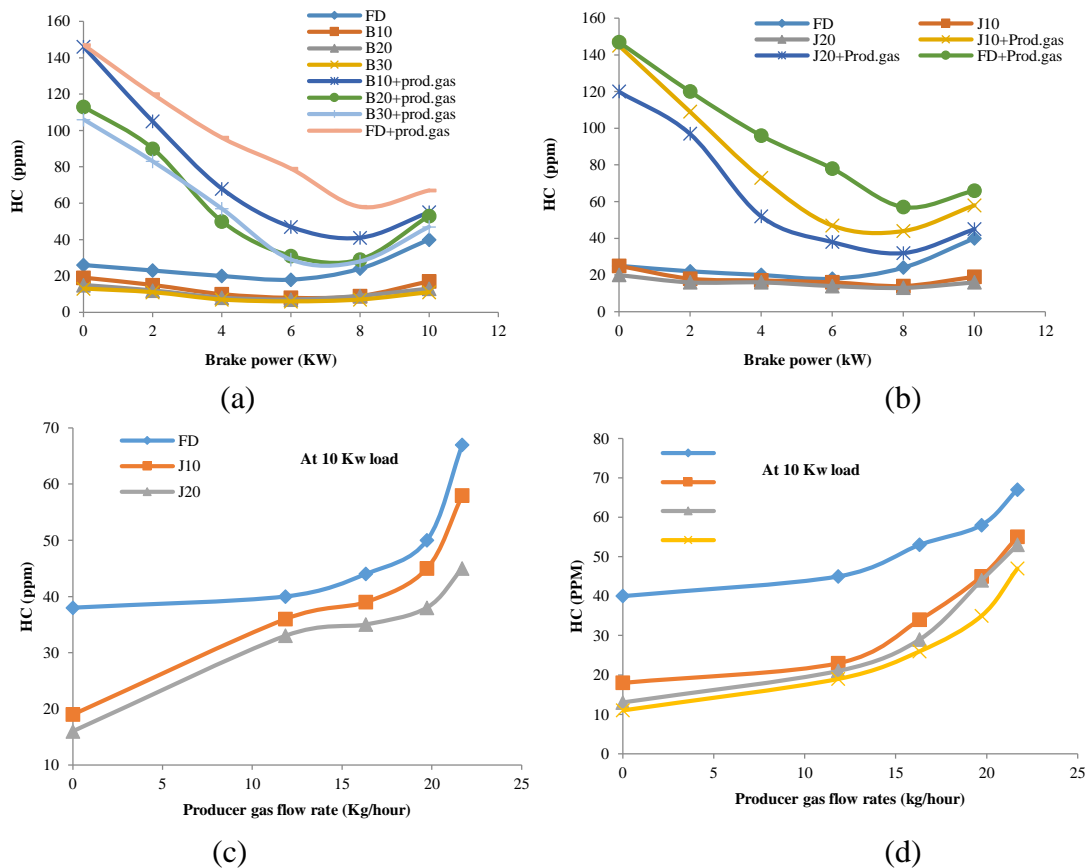 160
140
120
100
80
60
40
20
0
HC (ppm)
FD
B10
B20
B30
B10+prod.gas
B20+prod.gas
B30+prod.gas
FD+prod.gas
0 2 4 6 8 10 12
Brake power (KW)
(a)
160
140
120
100
80
60
40
20
0
HC (ppm)
FD J10
J20 J10+Prod.gas
J20+Prod.gas FD+Prod.gas
0 2 4 6 8 10 12
Brake power (kW)
(b)
70
60
50
40
30
20
10
HC (ppm)
FD
J10
J20
At 10 Kw load
0 5 10 15 20 25
Producer gas flow rate (Kg/hour)
(c)
80
70
60
50
40
30
20
10
0
HC (PPM)
At 10 Kw load
0 5 10 15 20 25
Producer gas flow rates (kg/hour)
(d)